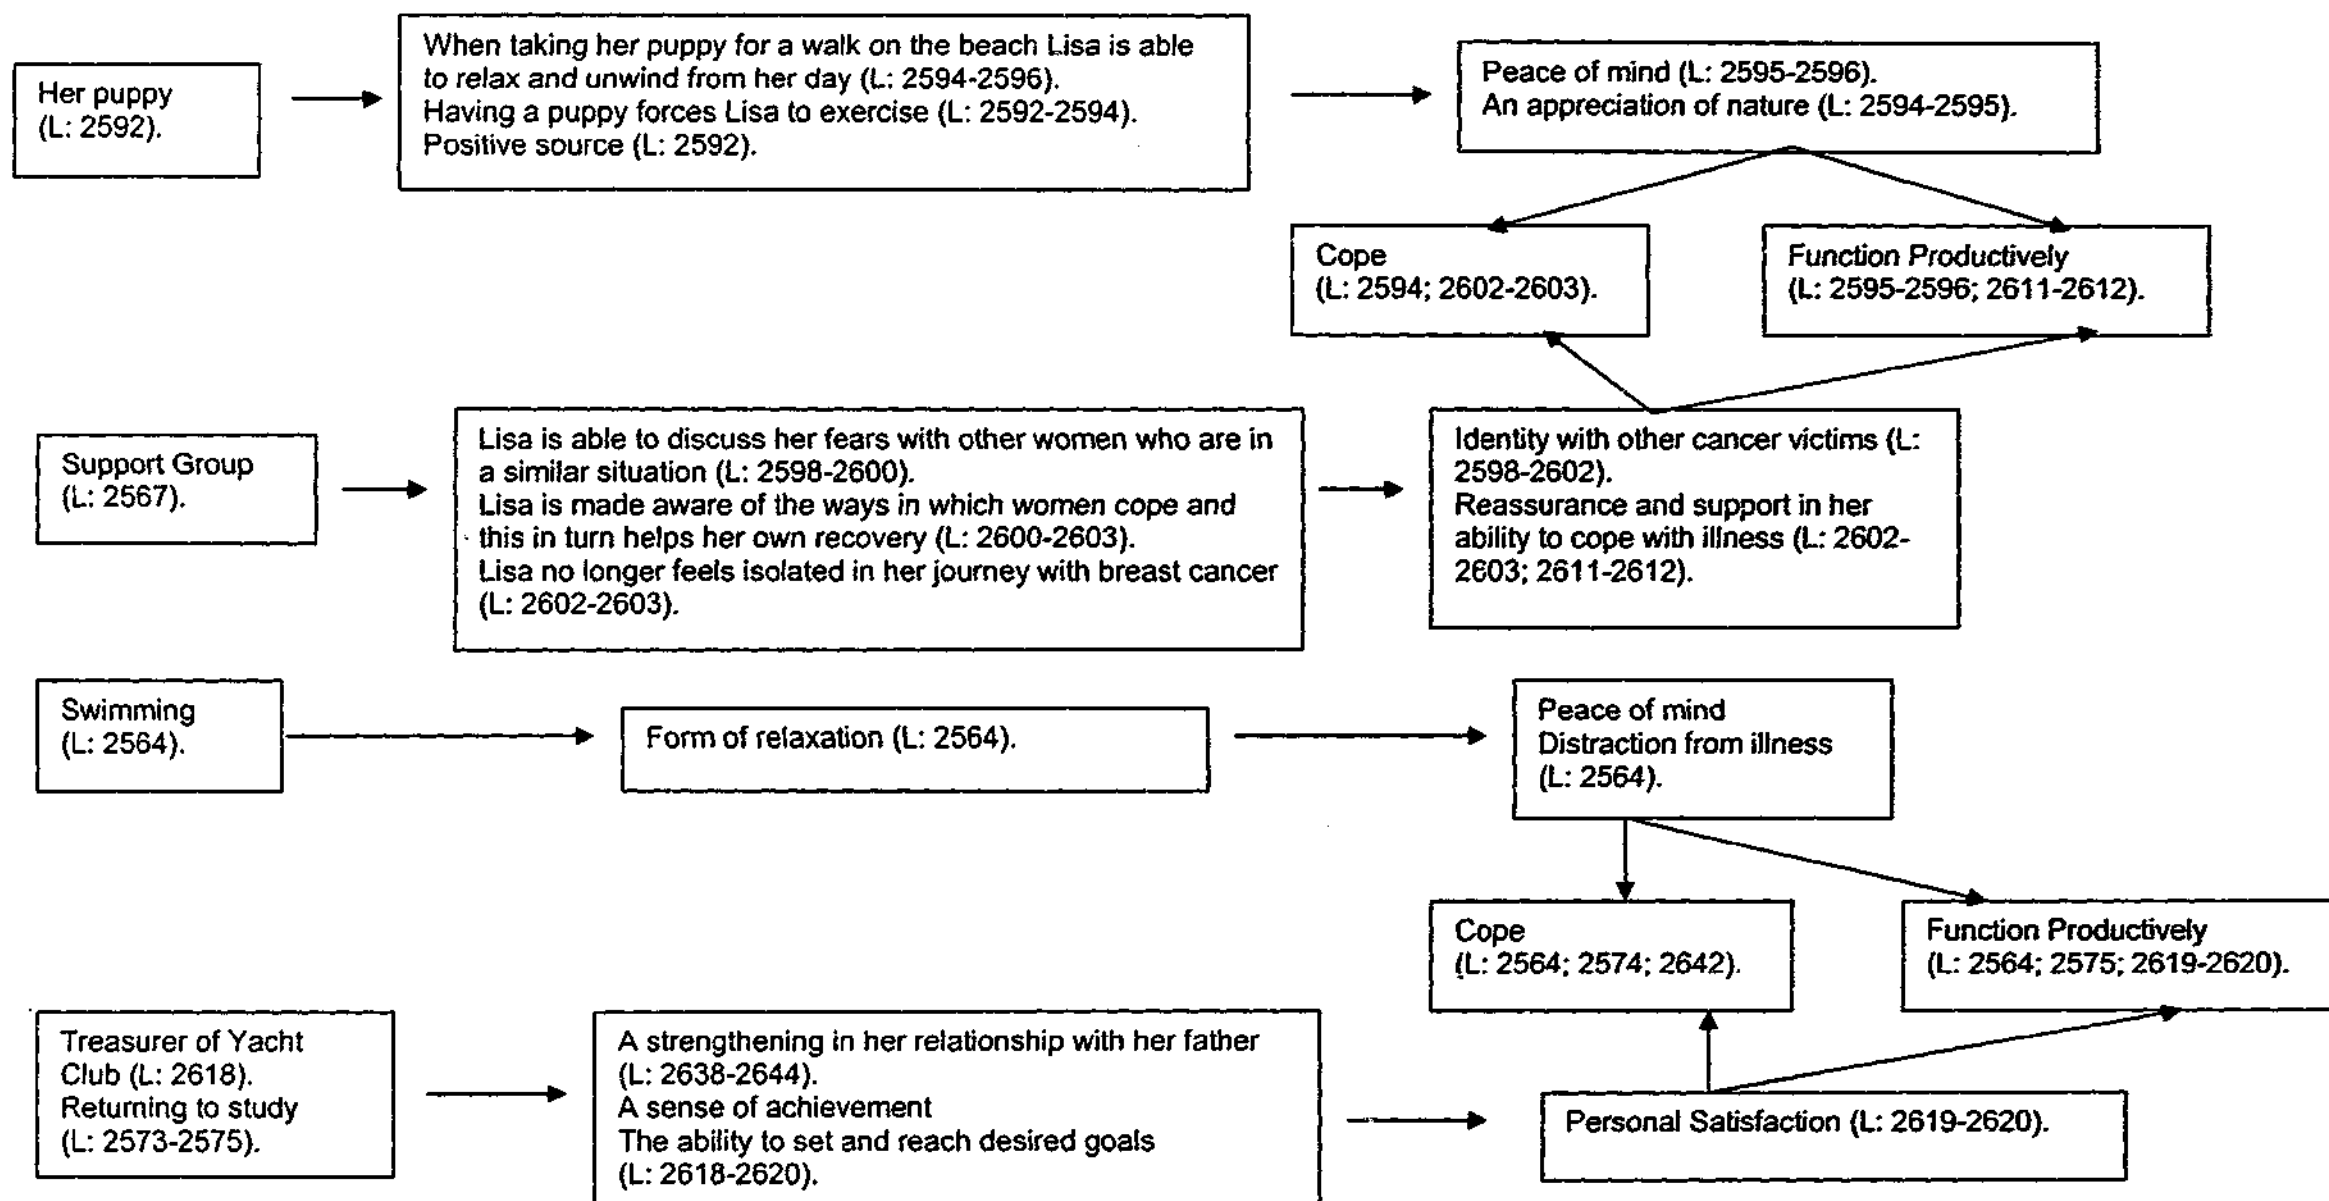 Her puppy
(L: 2592).
When taking her puppy for a walk on the beach Lisa is able
to relax and unwind from her day (L: 2594-2596).
Having a puppy forces Lisa to exercise (L: 2592-2594).
Positive source (L: 2592).
Peace of mind (L: 2595-2596).
An appreciation of nature (L: 2594-2595).
Cope
(L: 2594; 2602-2603).
Function Productively
(L: 2595-2596; 2611-2612).
Support Group
(L: 2567).
Lisa is able to discuss her fears with other women who are in
a similar situation (L: 2598-2600).
Lisa is made aware of the ways in which women cope and
this in turn helps her own recovery (L: 2600-2603).
Lisa no longer feels isolated in her journey with breast cancer
(L: 2602-2603).
Identity with other cancer victims (L:
2598-2602).
Reassurance and support in her
ability to cope with illness (L: 2602-
2603; 2611-2612).
Swimming
(L: 2564).
Form of relaxation (L: 2564).
Peace of mind
Distraction from illness
(L: 2564).
Cope
(L: 2564; 2574; 2642).
Function Productively
(L: 2564; 2575; 2619-2620).
Treasurer of Yacht
Club (L: 2618).
Returning to study
(L: 2573-2575).
A strengthening in her relationship with her father
(L: 2638-2644).
A sense of achievement
The ability to set and reach desired goals
(L: 2618-2620).
Personal Satisfaction (L: 2619-2620).